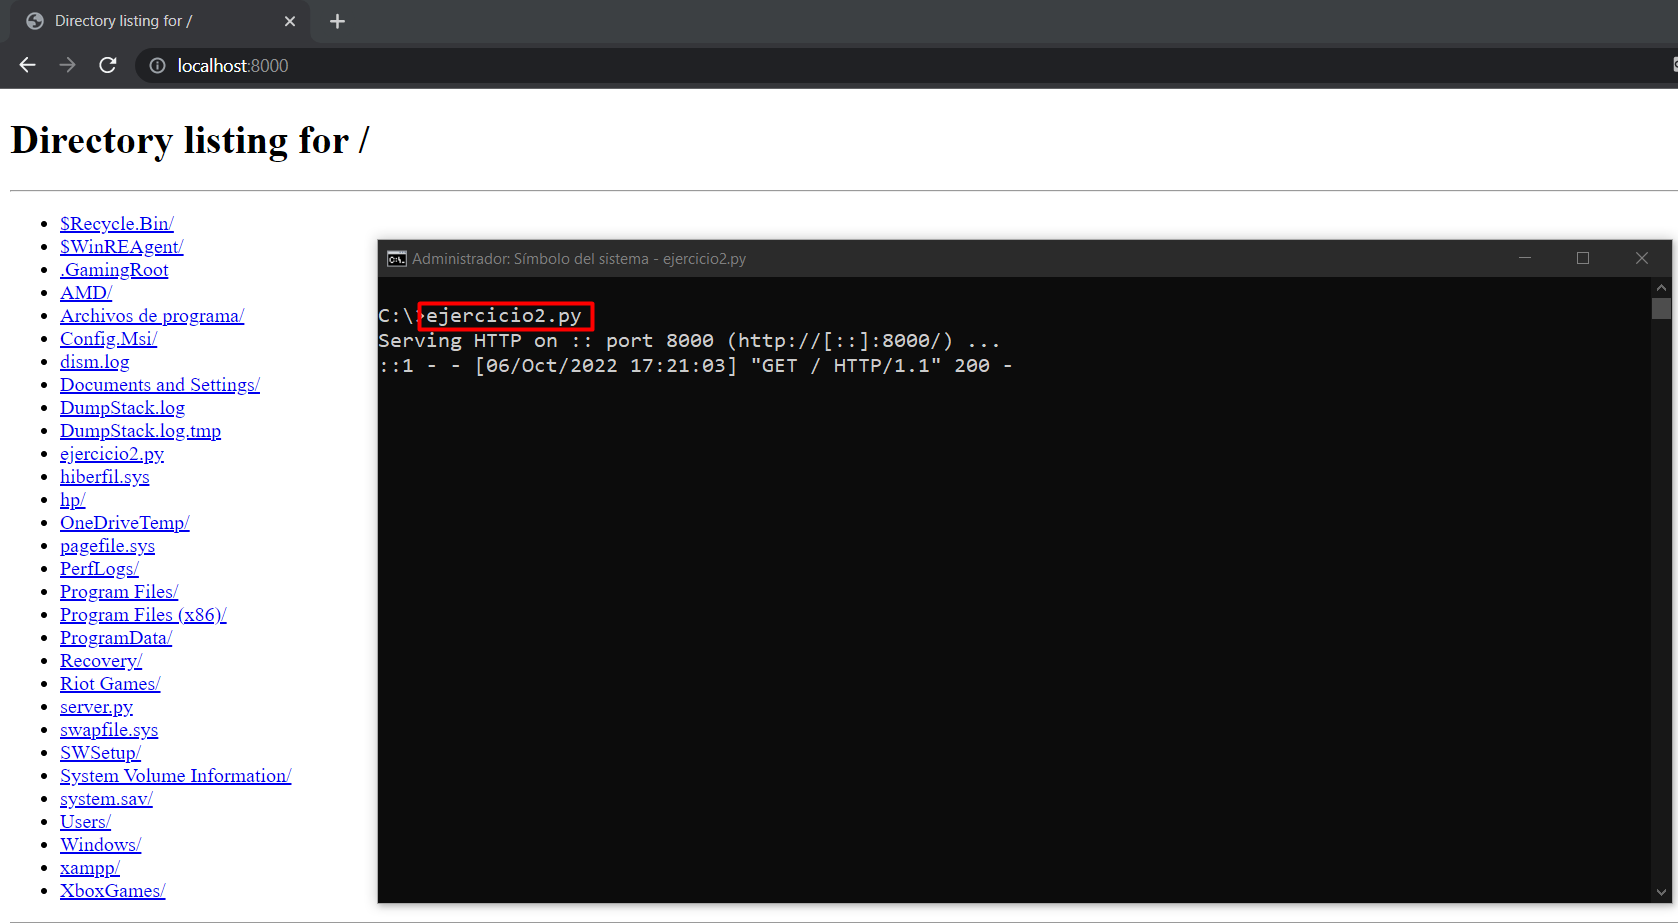 Directory listing for /
localhost:8000
Directory listing for /
$Recycle.Bin/
$WinREAgent/
.GamingRoot
AMD/
Archivos de programa/
Config.Msi/
dism.log
Documents and Settings/
DumpStack.log
DumpStack.log.tmp
ejercicio2.py
hiberfil.sys
hp/
OneDriveTemp/
pagefile.sys
PerfLogs/
Program Files/
Program Files (x86)/
ProgramData/
Recovery/
Riot Games/
server.py
swapfile.sys
SWSetup/
System Volume Information/
system.sav/
Users/
Windows/
xampp/
XboxGames/
Administrador: Símbolo del sistema - ejercicio2.py
C:\>ejercicio2.py
Serving HTTP on :: port 8000 (http://[::]:8000/) ...
::1 - - [06/Oct/2022 17:21:03] "GET / HTTP/1.1" 200 -